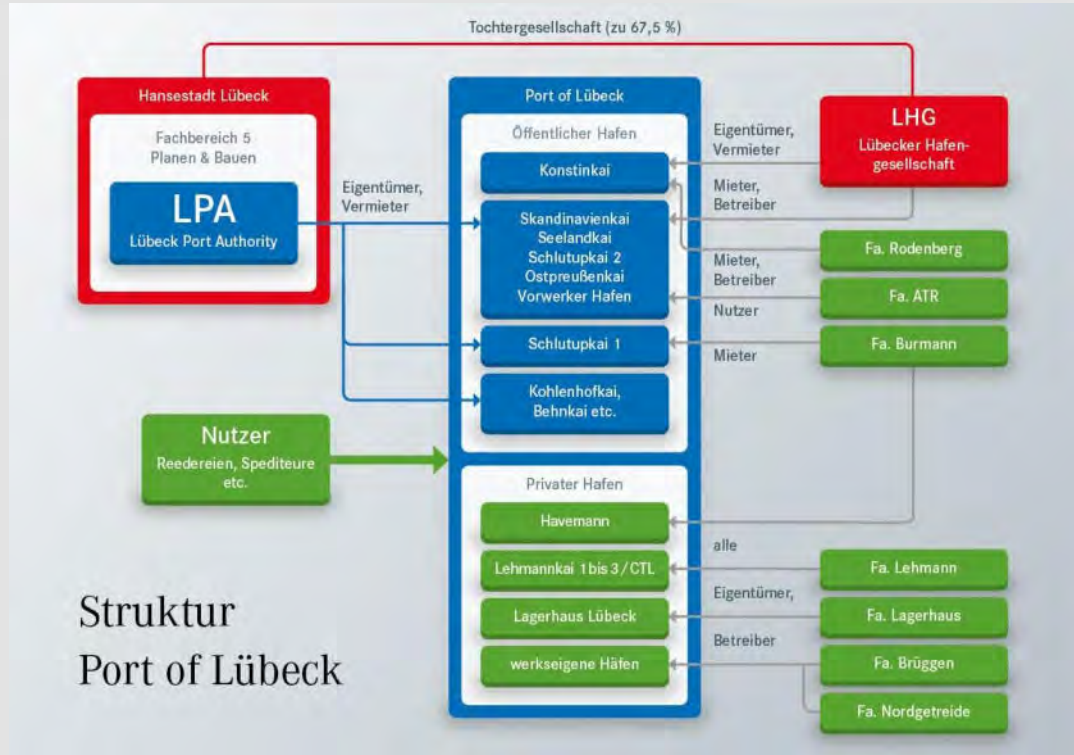 Tochtergesellschaft (zu 67,5 %)
Hansestadt Lübeck
Fachbereich 5
Planen & Bauen
LPA
Lübeck Port Authority
Eigentümer,
Vermieter
Port of Lübeck
Öffentlicher Hafen
Konstinkai
Skandinavienkai
Seelandkai
Schlutupkai 2
Ostpreußenkai
Vorwerker Hafen
Schlutupkai 1
Kohlenhofkai,
Behnkai etc.
Eigentümer,
Vermieter
Mieter,
Betreiber
Mieter,
Betreiber
Nutzer
Mieter
LHG
Lübecker Hafen-
gesellschaft
Fa. Rodenberg
Fa. ATR
Fa. Burmann
Nutzer
Reedereien, Spediteure
etc.
Privater Hafen
Havemann
Lehmannkai 1 bis 3/CTL
Lagerhaus Lübeck
werkseigene Häfen
alle
Eigentümer,
Betreiber
Fa. Lehmann
Fa. Lagerhaus
Fa. Brüggen
Fa. Nordgetreide
Struktur
Port of Lübeck